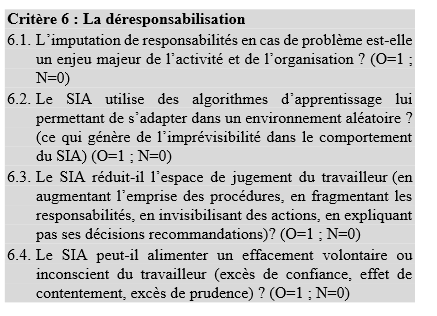 Critère 6 : La déresponsabilisation
6.1. L'imputation de responsabilités en cas de problème est-elle
un enjeu majeur de l'activité et de l'organisation ? (O=1 ;
N=0)
6.2. Le SIA utilise des algorithmes d'apprentissage lui
permettant de s'adapter dans un environnement aléatoire ?
(ce qui génère de l'imprévisibilité dans le comportement
du SIA) (O=1 ; N=0)
6.3. Le SIA réduit-il l'espace de jugement du travailleur (en
augmentant l'emprise des procédures, en fragmentant les
responsabilités, en invisibilisant des actions, en expliquant
pas ses décisions recommandations)? (O=1 ; N=0)
6.4. Le SIA peut-il alimenter un effacement volontaire ou
inconscient du travailleur (excès de confiance, effet de
contentement, excès de prudence) ? (O=1 ; N=0)